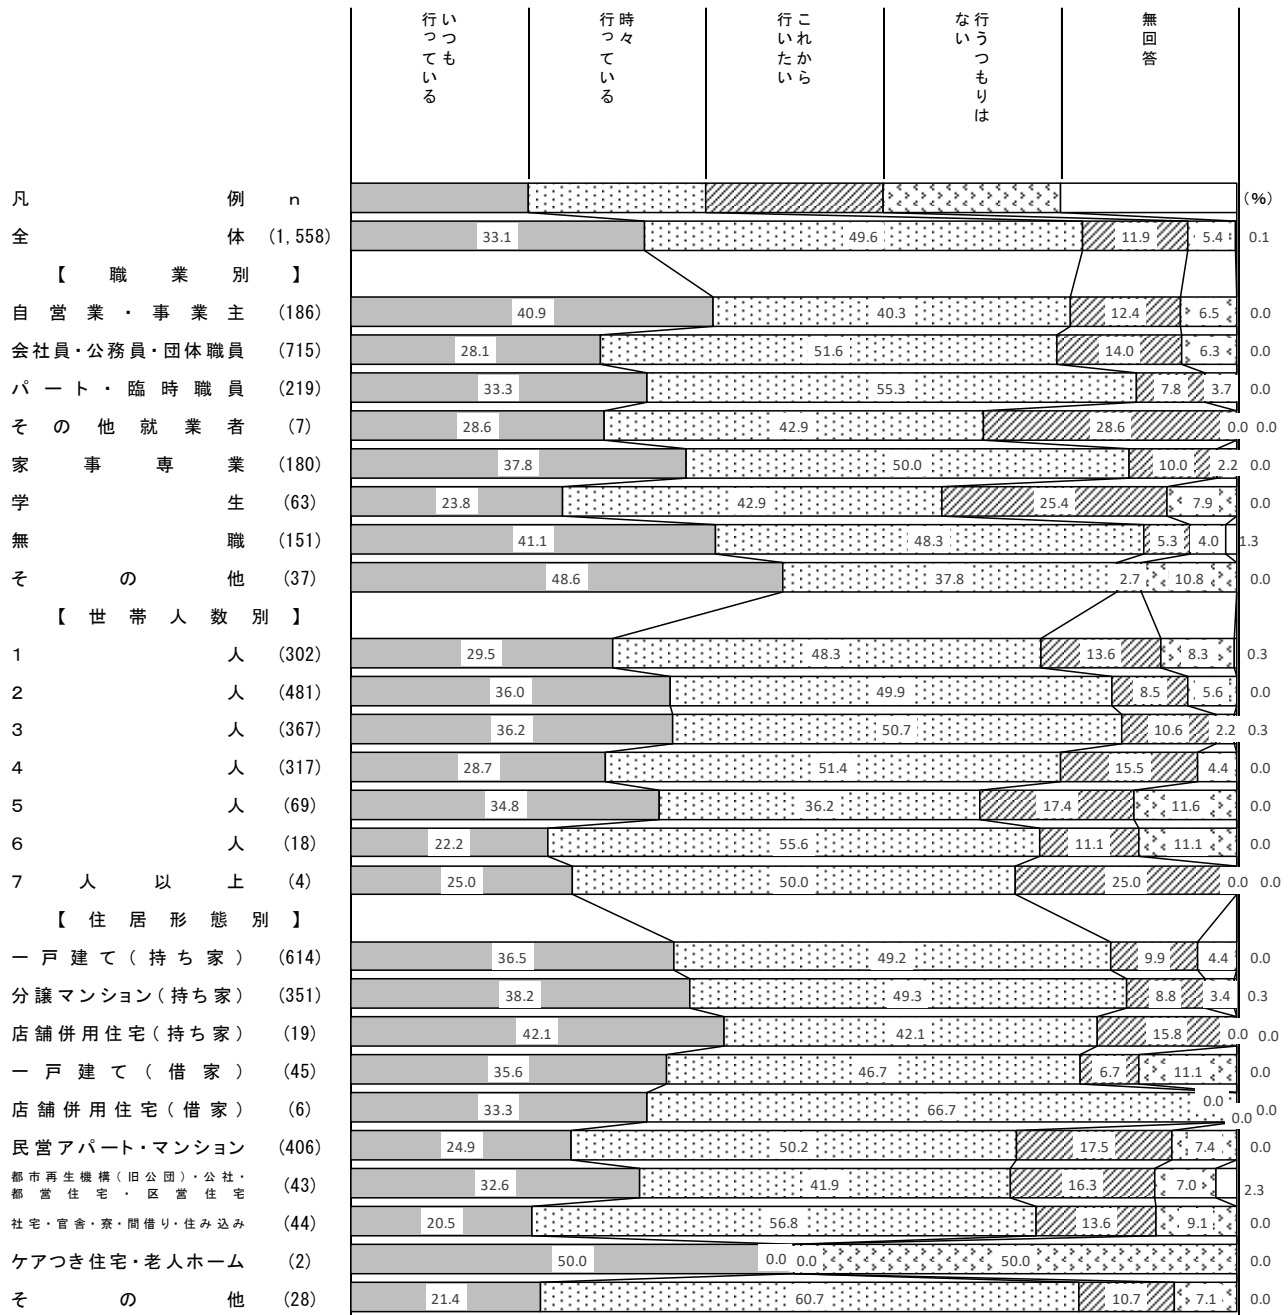 いつも
行っている
時々
行っている
これから
行いたい
行うつもりは
ない
無回答
凡例 n (%)
全体 (1,558) 33.1 49.6 11.9 5.4 0.1
【職業別】
自営業・事業主 (186) 40.9 40.3 12.4 6.5 0.0
会社員・公務員・団体職員 (715) 28.1 51.6 14.0 6.3 0.0
パート・臨時職員 (219) 33.3 55.3 7.8 3.7 0.0
その他就業者 (7) 28.6 42.9 28.6 0.0 0.0
家事専業 (180) 37.8 50.0 10.0 2.2 0.0
学生 (63) 23.8 42.9 25.4 7.9 0.0
無職 (151) 41.1 48.3 5.3 4.0 1.3
その他 (37) 48.6 37.8 2.7 10.8 0.0
【世帯人数別】
1人 (302) 29.5 48.3 13.6 8.3 0.3
2人 (481) 36.0 49.9 8.5 5.6 0.0
3人 (367) 36.2 50.7 10.6 2.2 0.3
4人 (317) 28.7 51.4 15.5 4.4 0.0
5人 (69) 34.8 36.2 17.4 11.6 0.0
6人 (18) 22.2 55.6 11.1 11.1 0.0
7人以上 (4) 25.0 50.0 25.0 0.0 0.0
【住居形態別】
一戸建て(持ち家) (614) 36.5 49.2 9.9 4.4 0.0
分譲マンション(持ち家) (351) 38.2 49.3 8.8 3.4 0.3
店舗併用住宅(持ち家) (19) 42.1 42.1 15.8 0.0 0.0
一戸建て(借家) (45) 35.6 46.7 6.7 11.1 0.0
店舗併用住宅(借家) (6) 33.3 66.7 0.0 0.0 0.0
民営アパート・マンション (406) 24.9 50.2 17.5 7.4 0.0
都市再生機構(旧公団)・公社・
都営住宅・区営住宅 (43) 32.6 41.9 16.3 7.0 2.3
社宅・官舎・寮・間借り・住み込み (44) 20.5 56.8 13.6 9.1 0.0
ケアつき住宅・老人ホーム (2) 50.0 0.0 0.0 50.0 0.0
その他 (28) 21.4 60.7 10.7 7.1 0.0